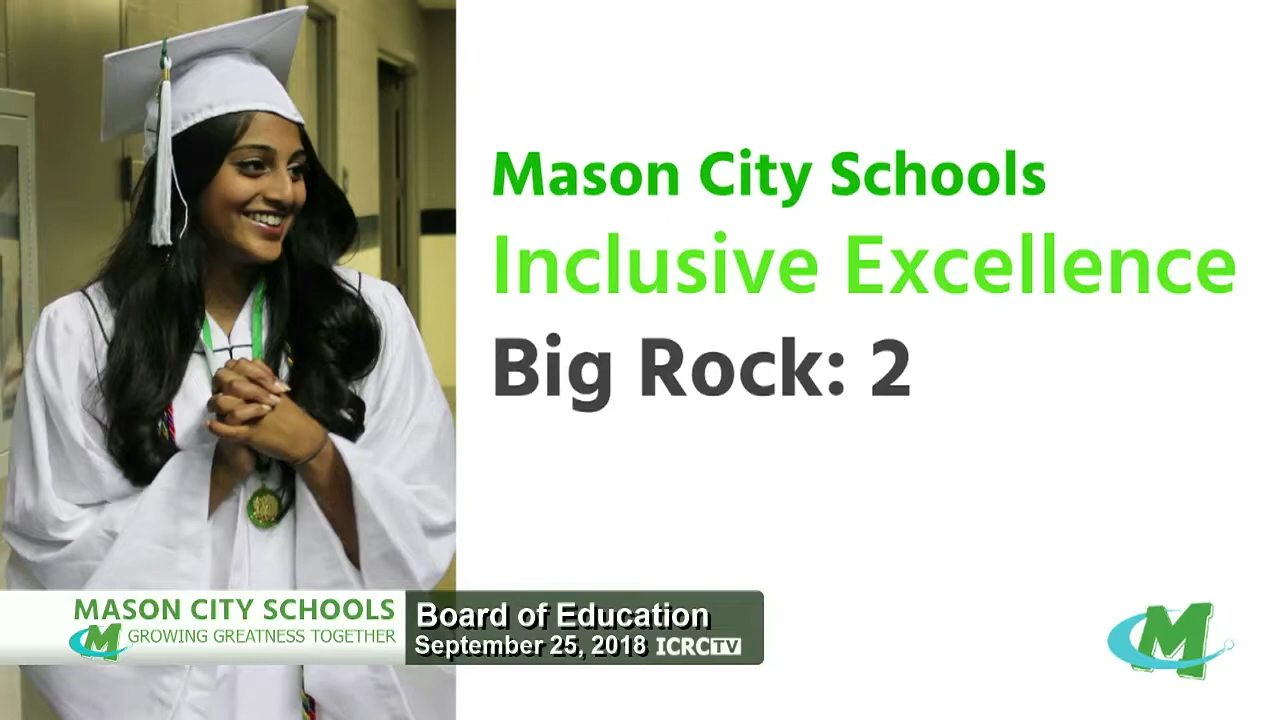 Mason City Schools
Inclusive Excellence
Big Rock: 2
MASON CITY SCHOOLS
M GROWING GREATNESS TOGETHER
Board of Education
September 25, 2018 ICRCTV
M